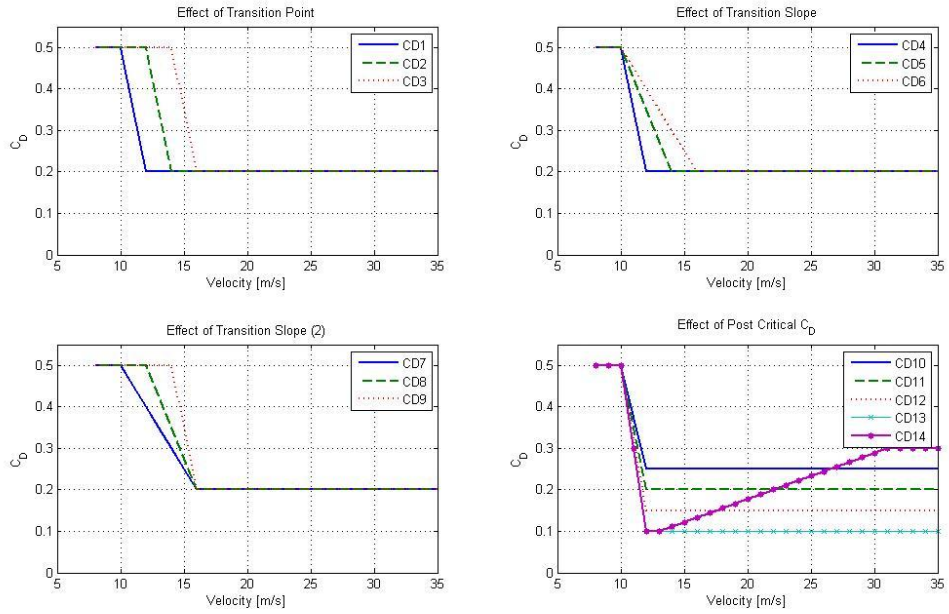 Effect of Transition Point
0.5
0.4
0.3
0.2
0.1
0
C_D
5 10 15 20 25 30 35
Velocity [m/s]
CD1
CD2
CD3
Effect of Transition Slope
0.5
0.4
0.3
0.2
0.1
0
C_D
5 10 15 20 25 30 35
Velocity [m/s]
CD4
CD5
CD6
Effect of Transition Slope (2)
0.5
0.4
0.3
0.2
0.1
0
C_D
5 10 15 20 25 30 35
Velocity [m/s]
CD7
CD8
CD9
Effect of Post Critical C_D
0.5
0.4
0.3
0.2
0.1
0
C_D
5 10 15 20 25 30 35
Velocity [m/s]
CD10
CD11
CD12
CD13
CD14